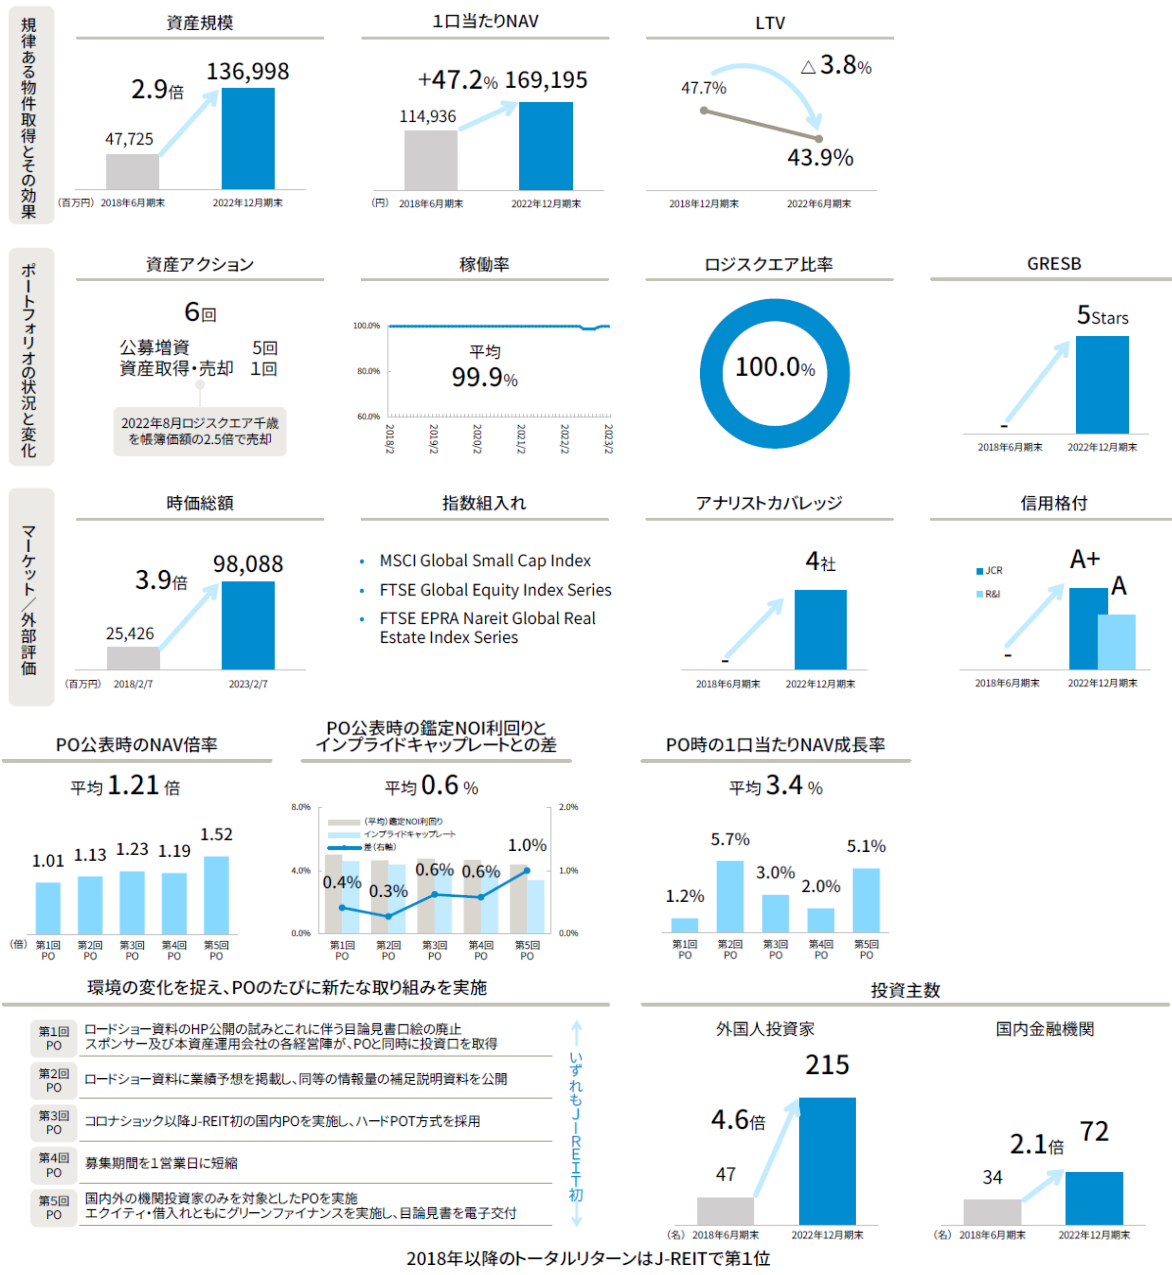 規律ある物件取得とその効果
資産規模
2.9倍
136,998
47,725
（百万円）
2018年6月期末
2022年12月期末
1口当たりNAV
+47.2%
169,195
114,936
（円）
2018年6月期末
2022年12月期末
LTV
△3.8%
47.7%
43.9%
2018年12月期末
2022年6月期末
ポートフォリオの状況と変化
資産アクション
6回
公募増資 5回
資産取得・売却 1回
2022年8月ロジスクエア千歳
を帳簿価額の2.5倍で売却
稼働率
100.0%
80.0%
60.0%
平均
99.9%
2018/2
2019/2
2020/2
2021/2
2022/2
2023/2
ロジスクエア比率
100.0%
GRESB
5Stars
-
2018年6月期末
2022年12月期末
マーケット／外部評価
時価総額
3.9倍
98,088
25,426
（百万円）
2018/2/7
2023/2/7
指数組入れ
• MSCI Global Small Cap Index
• FTSE Global Equity Index Series
• FTSE EPRA Nareit Global Real
Estate Index Series
アナリストカバレッジ
4社
-
2018年6月期末
2022年12月期末
信用格付
JCR
R&I
A+
A
-
2018年6月期末
2022年12月期末
PO公表時のNAV倍率
平均1.21倍
1.01
1.13
1.23
1.19
1.52
（倍）
第1回
PO
第2回
PO
第3回
PO
第4回
PO
第5回
PO
PO公表時の鑑定NOI利回りと
インプライドキャップレートとの差
平均0.6%
8.0%
4.0%
0.0%
2.0%
1.0%
0.0%
（平均）鑑定NOI利回り
インプライドキャップレート
差（右軸）
0.4%
0.3%
0.6%
0.6%
1.0%
第1回
PO
第2回
PO
第3回
PO
第4回
PO
第5回
PO
PO時の1口当たりNAV成長率
平均3.4%
1.2%
5.7%
3.0%
2.0%
5.1%
第1回
PO
第2回
PO
第3回
PO
第4回
PO
第5回
PO
環境の変化を捉え、POのたびに新たな取り組みを実施
第1回
PO
ロードショー資料のHP公開の試みとこれに伴う目論見書口絵の廃止
スポンサー及び本資産運用会社の各経営陣が、POと同時に投資口を取得
第2回
PO
ロードショー資料に業績予想を掲載し、同等の情報量の補足説明資料を公開
第3回
PO
コロナショック以降J-REIT初の国内POを実施し、ハードPOT方式を採用
第4回
PO
募集期間を1営業日に短縮
第5回
PO
国内外の機関投資家のみを対象としたPOを実施
エクイティ・借入れともにグリーンファイナンスを実施し、目論見書を電子交付
いずれもJ-REIT初
投資主数
外国人投資家
215
4.6倍
47
（名）
2018年6月期末
2022年12月期末
国内金融機関
72
2.1倍
34
（名）
2018年6月期末
2022年12月期末
2018年以降のトータルリターンはJ-REITで第1位